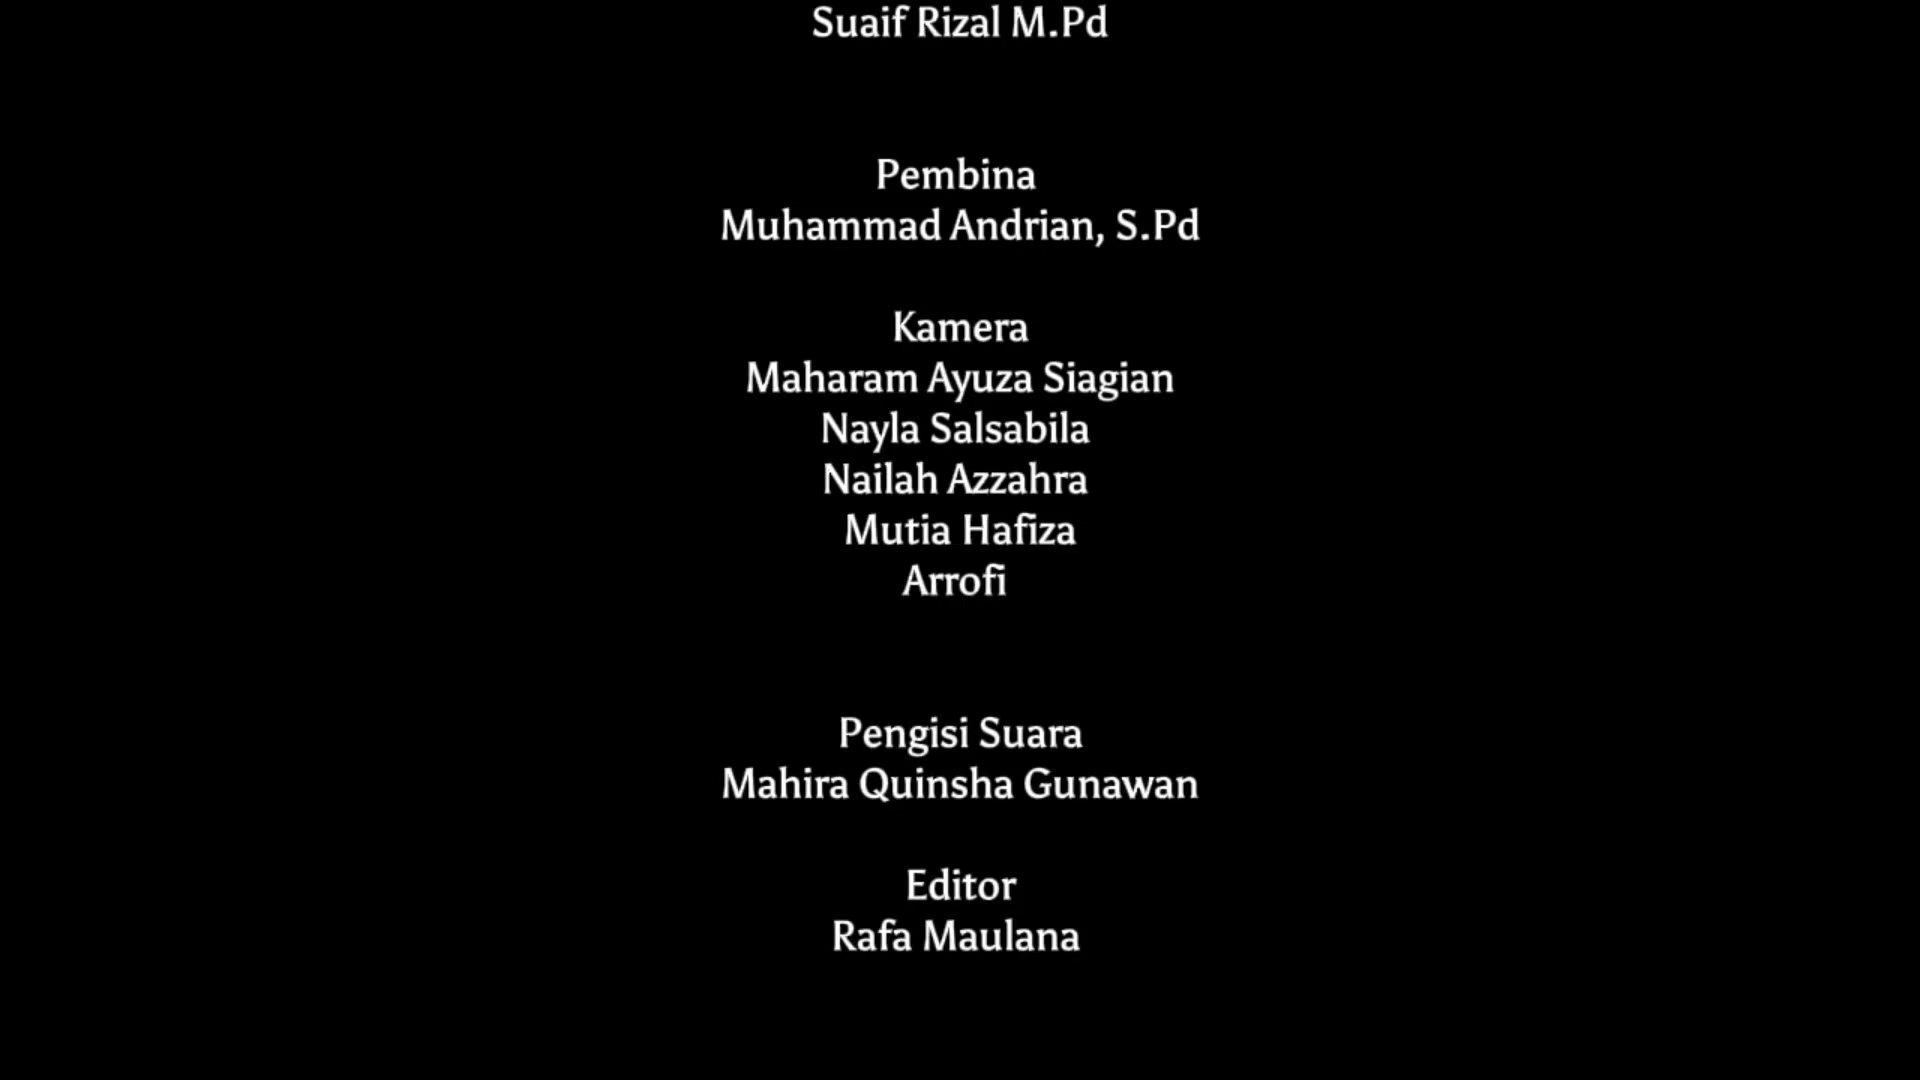 Suaif Rizal M.Pd
Pembina
Muhammad Andrian, S.Pd
Kamera
Maharam Ayuza Siagian
Nayla Salsabila
Nailah Azzahra
Mutia Hafiza
Arrofi
Pengisi Suara
Mahira Quinsha Gunawan
Editor
Rafa Maulana